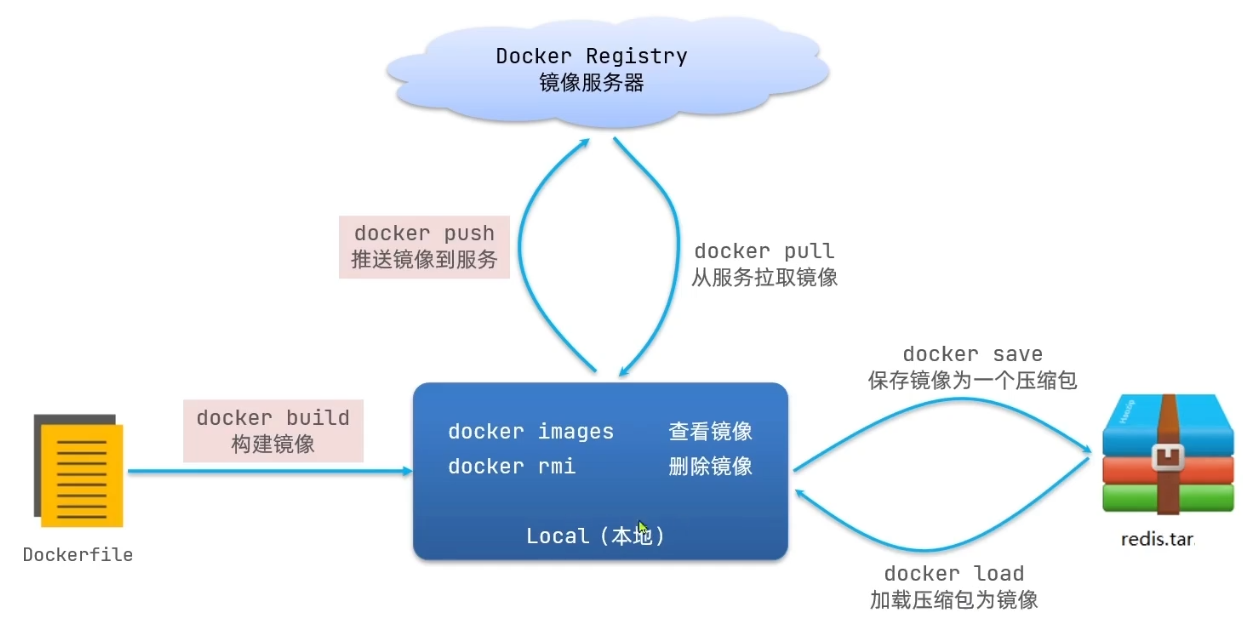 Docker Registry
镜像服务器
docker push
推送镜像到服务
docker pull
从服务拉取镜像
docker save
保存镜像为一个压缩包
docker build
构建镜像
docker images 查看镜像
docker rmi 删除镜像
Local（本地）
Dockerfile
redis.tar
docker load
加载压缩包为镜像